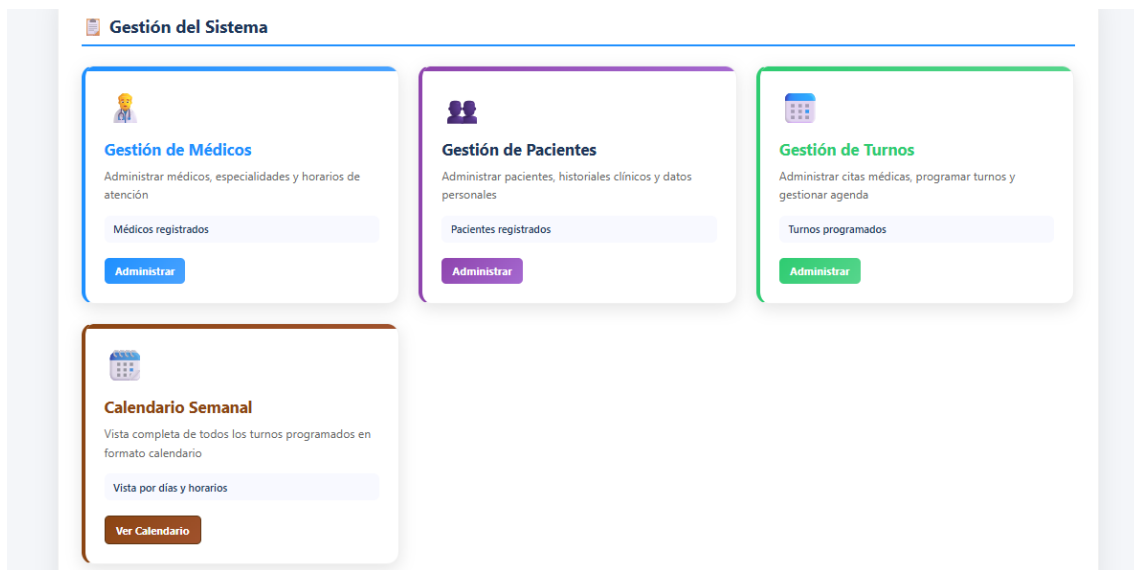 Gestión del Sistema
Gestión de Médicos
Administrar médicos, especialidades y horarios de
atención
Médicos registrados
Administrar
Gestión de Pacientes
Administrar pacientes, historiales clínicos y datos
personales
Pacientes registrados
Administrar
Gestión de Turnos
Administrar citas médicas, programar turnos y
gestionar agenda
Turnos programados
Administrar
Calendario Semanal
Vista completa de todos los turnos programados en
formato calendario
Vista por días y horarios
Ver Calendario